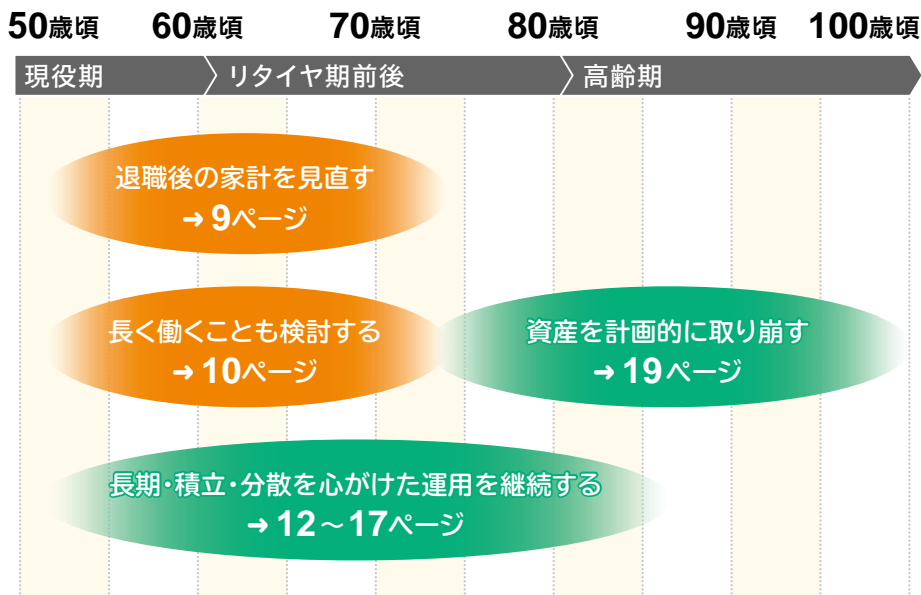 50歳頃 60歳頃 70歳頃 80歳頃 90歳頃 100歳頃
現役期 リタイヤ期前後 高齢期
退職後の家計を見直す
→ 9ページ
長く働くことも検討する
→ 10ページ
資産を計画的に取り崩す
→ 19ページ
長期・積立・分散を心がけた運用を継続する
→ 12～17ページ